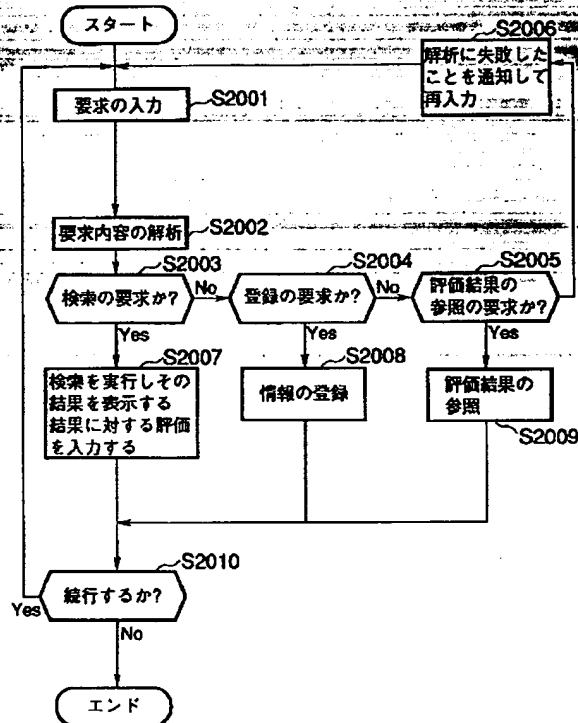 スタート
S2006
解析に失敗した
ことを通知して
再入力
要求の入力
S2001
要求内容の解析
S2002
S2003
検索の要求か?
No
S2004
登録の要求か?
No
S2005
評価結果の
参照の要求か?
Yes
Yes
Yes
S2007
検索を実行しその
結果を表示する
結果に対する評価
を入力する
S2008
情報の登録
評価結果の
参照
S2009
S2010
続行するか?
Yes
No
エンド